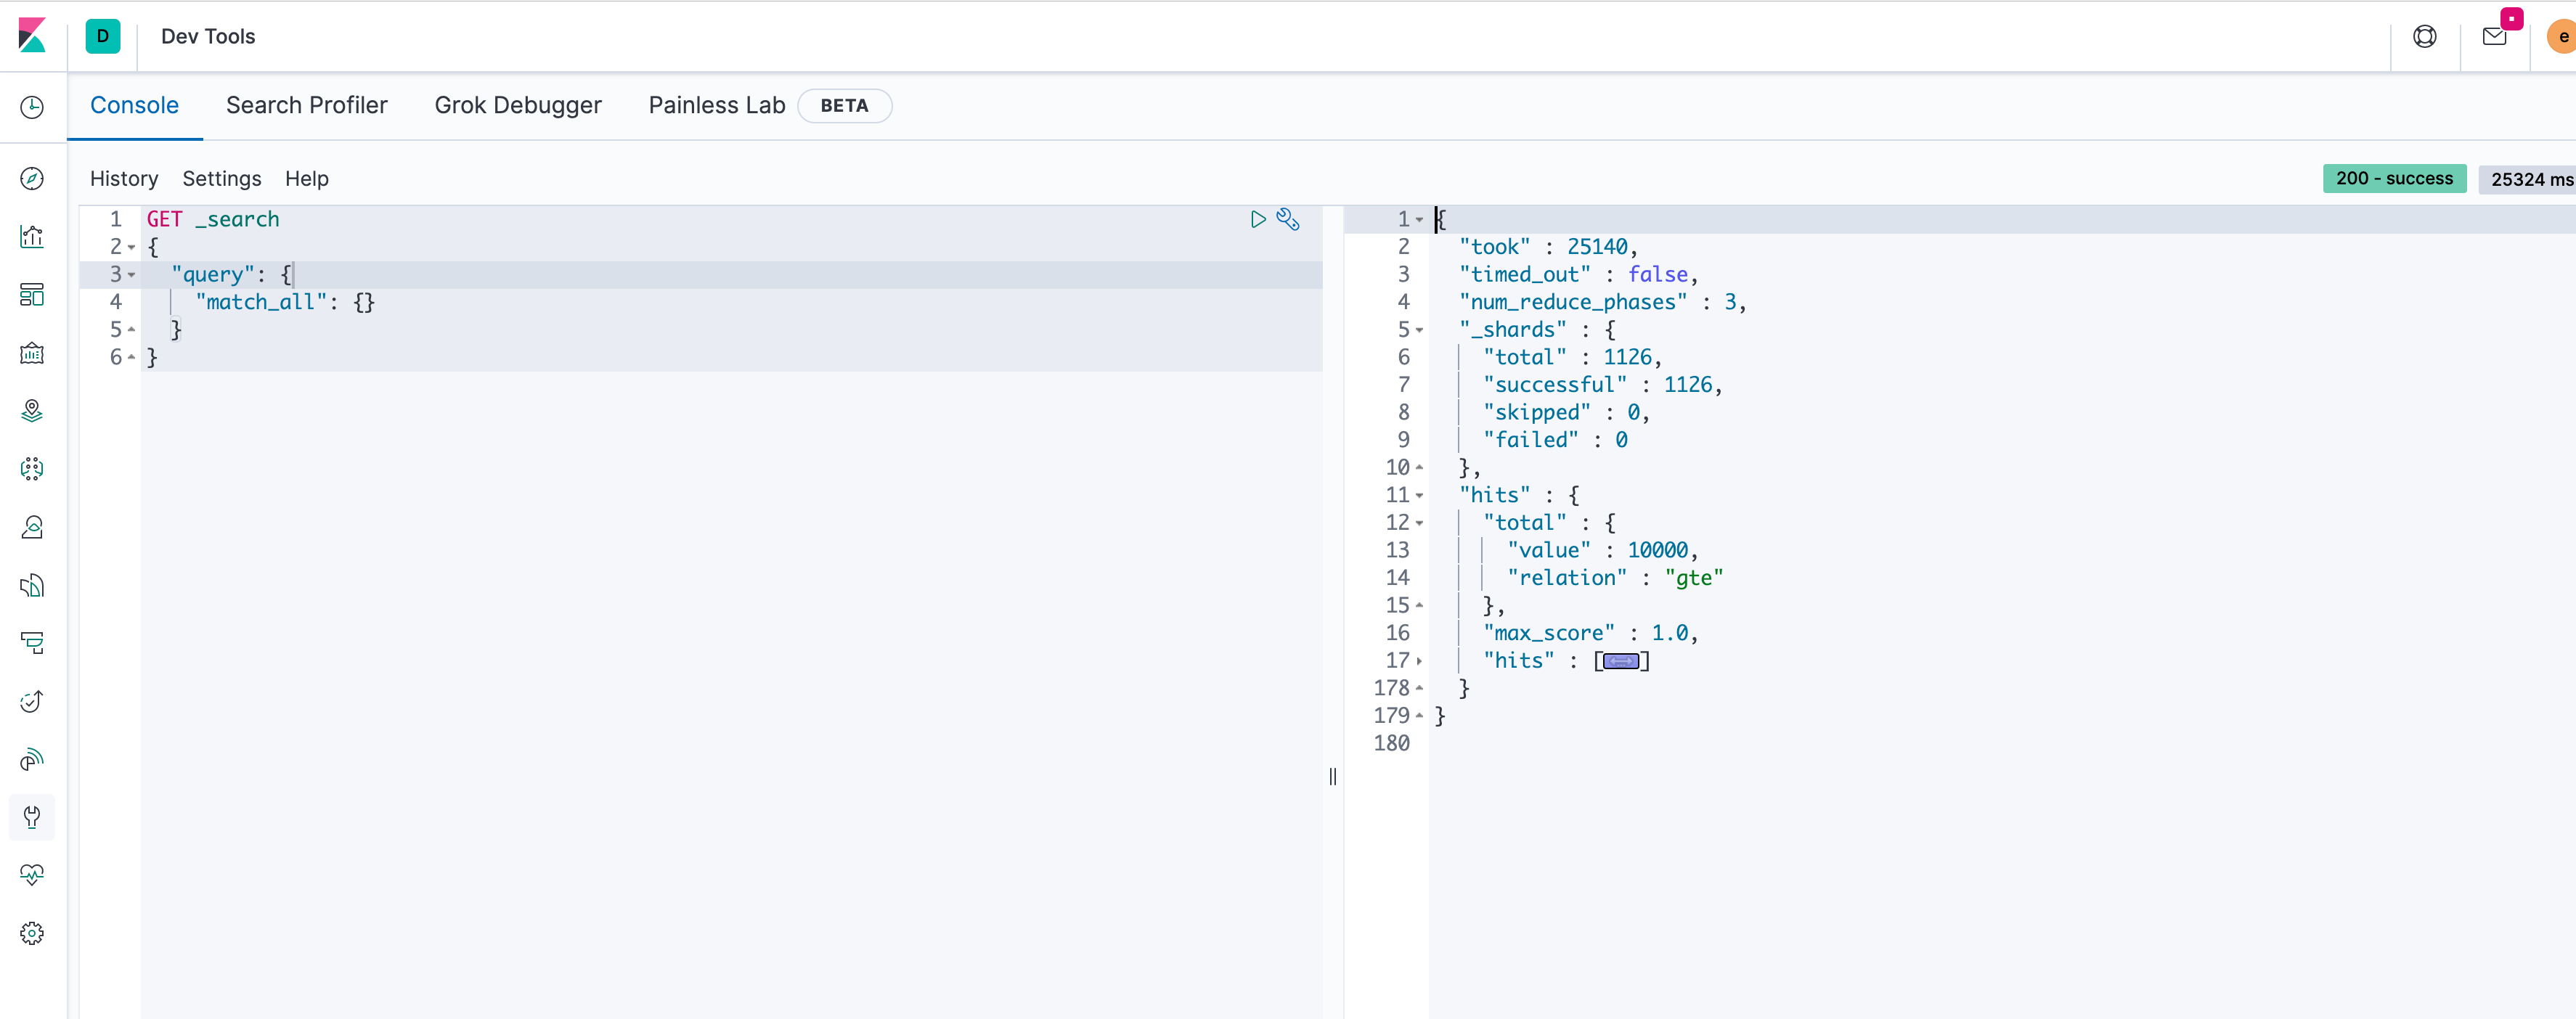 D Dev Tools e
Console Search Profiler Grok Debugger Painless Lab BETA
History Settings Help 200 - success 25324 ms
1 GET _search
2 {
3 "query": {
4 "match_all": {}
5 }
6 }
1 {
2 "took" : 25140,
3 "timed_out" : false,
4 "num_reduce_phases" : 3,
5 "_shards" : {
6 "total" : 1126,
7 "successful" : 1126,
8 "skipped" : 0,
9 "failed" : 0
10 },
11 "hits" : {
12 "total" : {
13 "value" : 10000,
14 "relation" : "gte"
15 },
16 "max_score" : 1.0,
17 "hits" : []
178 }
179 }
180